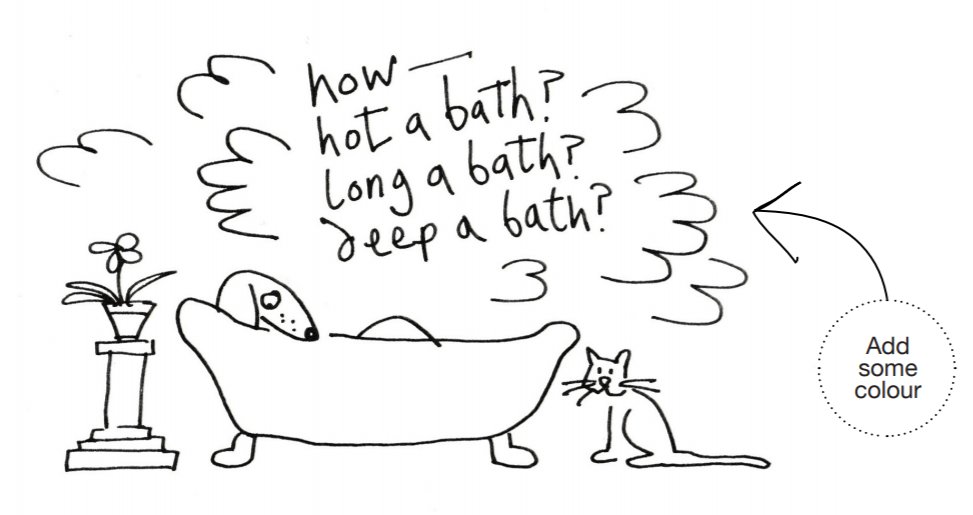 how —
hot a bath?
long a bath?
deep a bath?
Add
some
colour